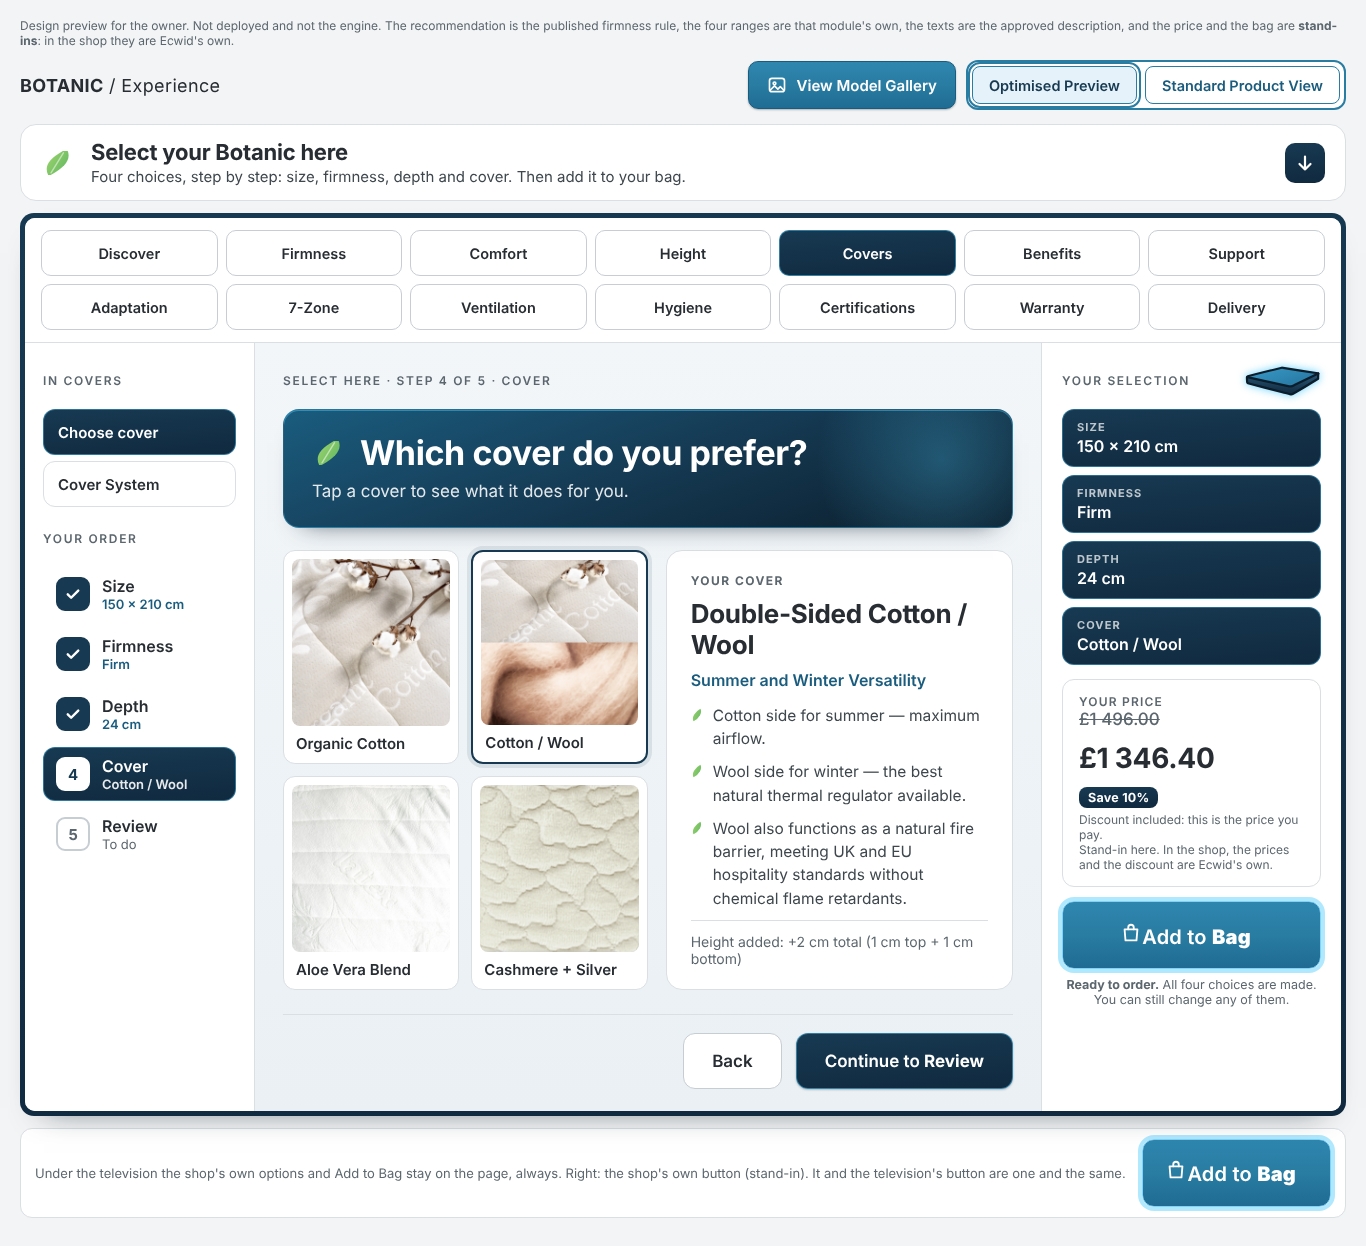 Design preview for the owner. Not deployed and not the engine. The recommendation is the published firmness rule, the four ranges are that module's own, the texts are the approved description, and the price and the bag are stand-
ins: in the shop they are Ecwid's own.
BOTANIC / Experience
View Model Gallery
Optimised Preview
Standard Product View
Select your Botanic here
Four choices, step by step: size, firmness, depth and cover. Then add it to your bag.
Discover
Firmness
Comfort
Height
Covers
Benefits
Support
Adaptation
7-Zone
Ventilation
Hygiene
Certifications
Warranty
Delivery
IN COVERS
Choose cover
Cover System
YOUR ORDER
Size
150 × 210 cm
Firmness
Firm
Depth
24 cm
4
Cover
Cotton / Wool
5
Review
To do
SELECT HERE · STEP 4 OF 5 · COVER
Which cover do you prefer?
Tap a cover to see what it does for you.
Organic Cotton
Cotton / Wool
Aloe Vera Blend
Cashmere + Silver
YOUR COVER
Double-Sided Cotton /
Wool
Summer and Winter Versatility
Cotton side for summer — maximum
airflow.
Wool side for winter — the best
natural thermal regulator available.
Wool also functions as a natural fire
barrier, meeting UK and EU
hospitality standards without
chemical flame retardants.
Height added: +2 cm total (1 cm top + 1 cm
bottom)
Back
Continue to Review
YOUR SELECTION
SIZE
150 × 210 cm
FIRMNESS
Firm
DEPTH
24 cm
COVER
Cotton / Wool
YOUR PRICE
£1 496.00
£1 346.40
Save 10%
Discount included: this is the price you
pay.
Stand-in here. In the shop, the prices
and the discount are Ecwid's own.
Add to Bag
Ready to order. All four choices are made.
You can still change any of them.
Under the television the shop's own options and Add to Bag stay on the page, always. Right: the shop's own button (stand-in). It and the television's button are one and the same.
Add to Bag